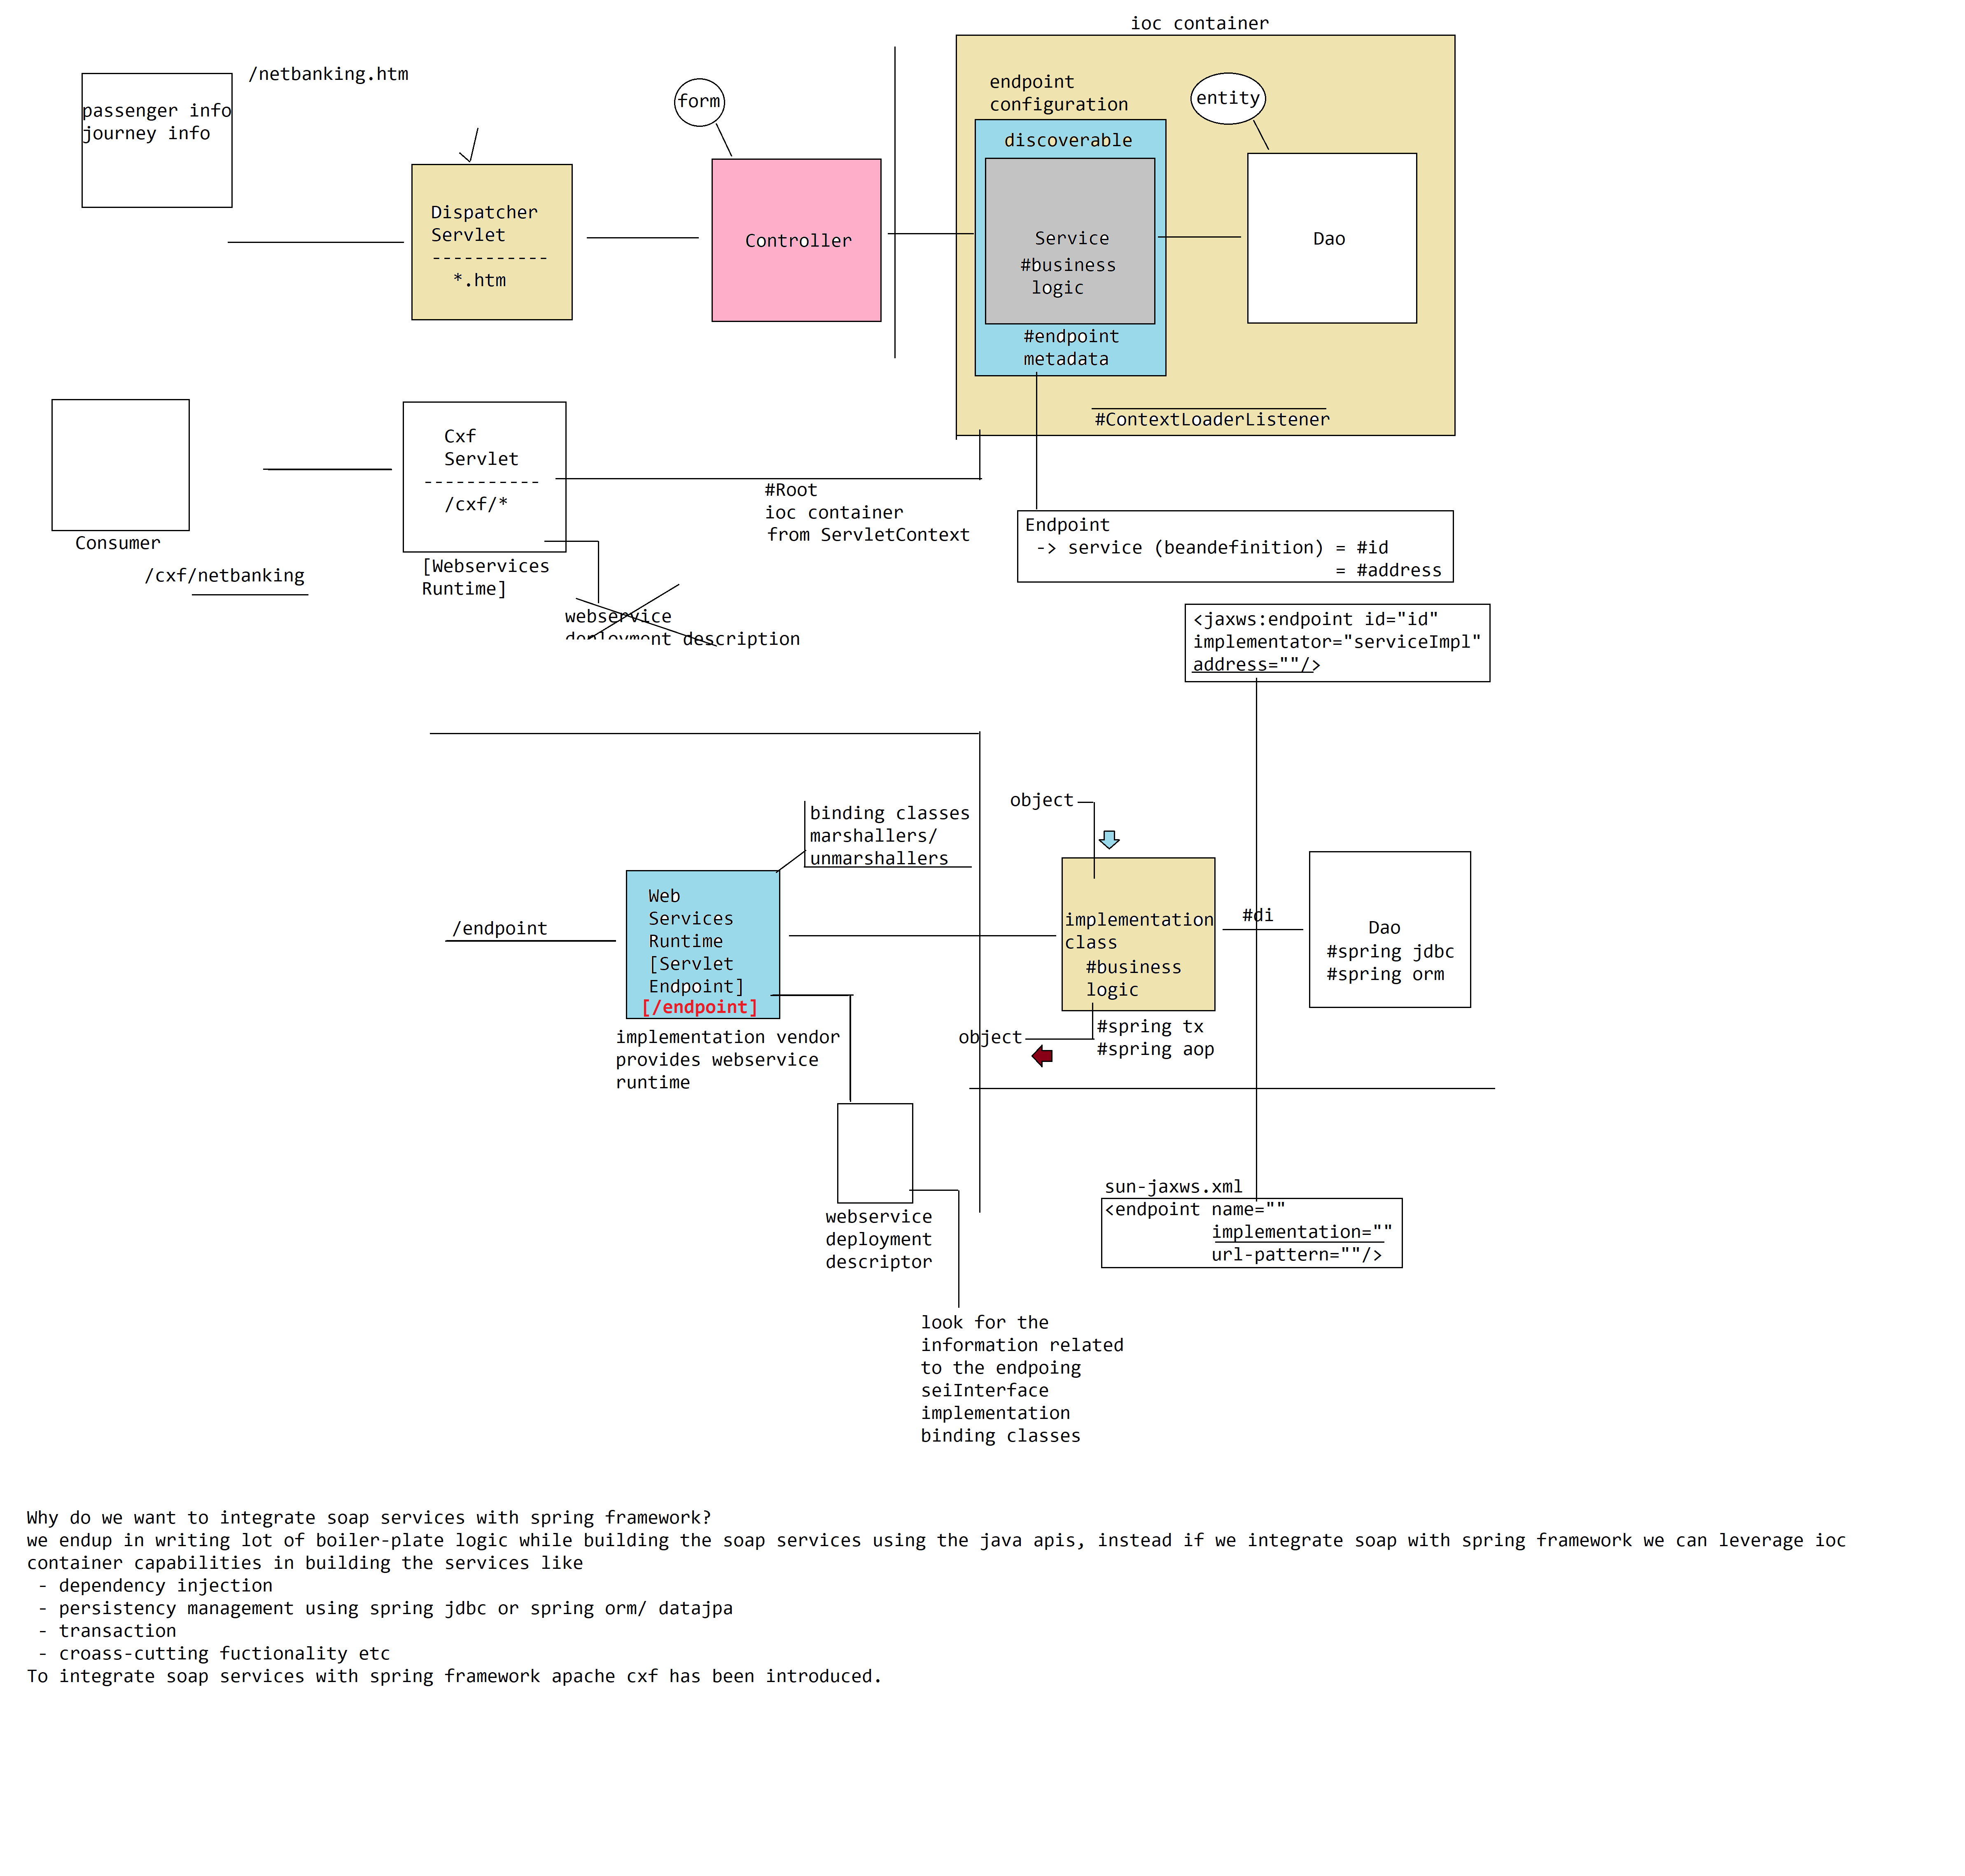 ioc container
/netbanking.htm
passenger info
journey info
form
endpoint
configuration
entity
discoverable
Dispatcher
Servlet
-----------
*.htm
Controller
Service
#business
logic
Dao
#endpoint
metadata
#ContextLoaderListener
Cxf
Servlet
-----------
/cxf/*
#Root
ioc container
from ServletContext
Consumer
/cxf/netbanking
[Webservices
Runtime]
Endpoint
-> service (beandefinition) = #id
= #address
webservice
deployment description
<jaxws:endpoint id="id"
implementator="serviceImpl"
address=""/>
object
binding classes
marshallers/
unmarshallers
/endpoint
Web
Services
Runtime
[Servlet
Endpoint]
[/endpoint]
implementation
class
#business
logic
#di
Dao
#spring jdbc
#spring orm
implementation vendor
provides webservice
runtime
object
#spring tx
#spring aop
webservice
deployment
descriptor
sun-jaxws.xml
<endpoint name=""
implementation=""
url-pattern=""/>
look for the
information related
to the endpoing
seiInterface
implementation
binding classes
Why do we want to integrate soap services with spring framework?
we endup in writing lot of boiler-plate logic while building the soap services using the java apis, instead if we integrate soap with spring framework we can leverage ioc
container capabilities in building the services like
- dependency injection
- persistency management using spring jdbc or spring orm/ datajpa
- transaction
- croass-cutting fuctionality etc
To integrate soap services with spring framework apache cxf has been introduced.